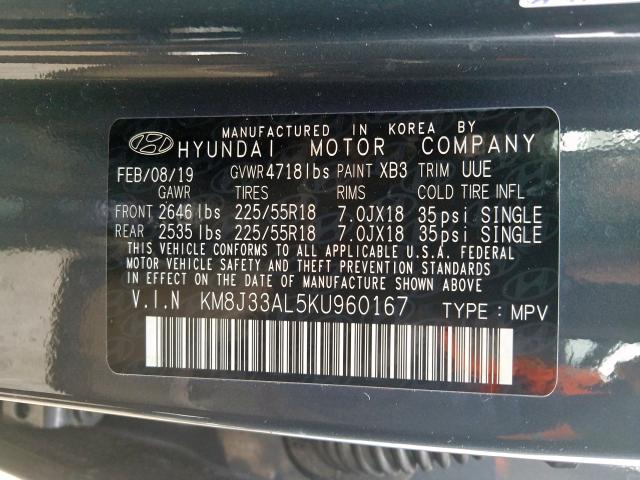 MANUFACTURED IN KOREA BY
HYUNDAI MOTOR COMPANY
FEB/08/19 GVWR 4718lbs PAINT XB3 TRIM UUE
GAWR TIRES RIMS COLD TIRE INFL
FRONT 2646lbs 225/55R18 7.0JX18 35psi SINGLE
REAR 2535lbs 225/55R18 7.0JX18 35psi SINGLE
THIS VEHICLE CONFORMS TO ALL APPLICABLE U.S.A. FEDERAL
MOTOR VEHICLE SAFETY AND THEFT PREVENTION STANDARDS
IN EFFECT ON THE DATE OF MANUFACTURE SHOWN ABOVE
V.I.N KM8J33AL5KU960167 TYPE : MPV